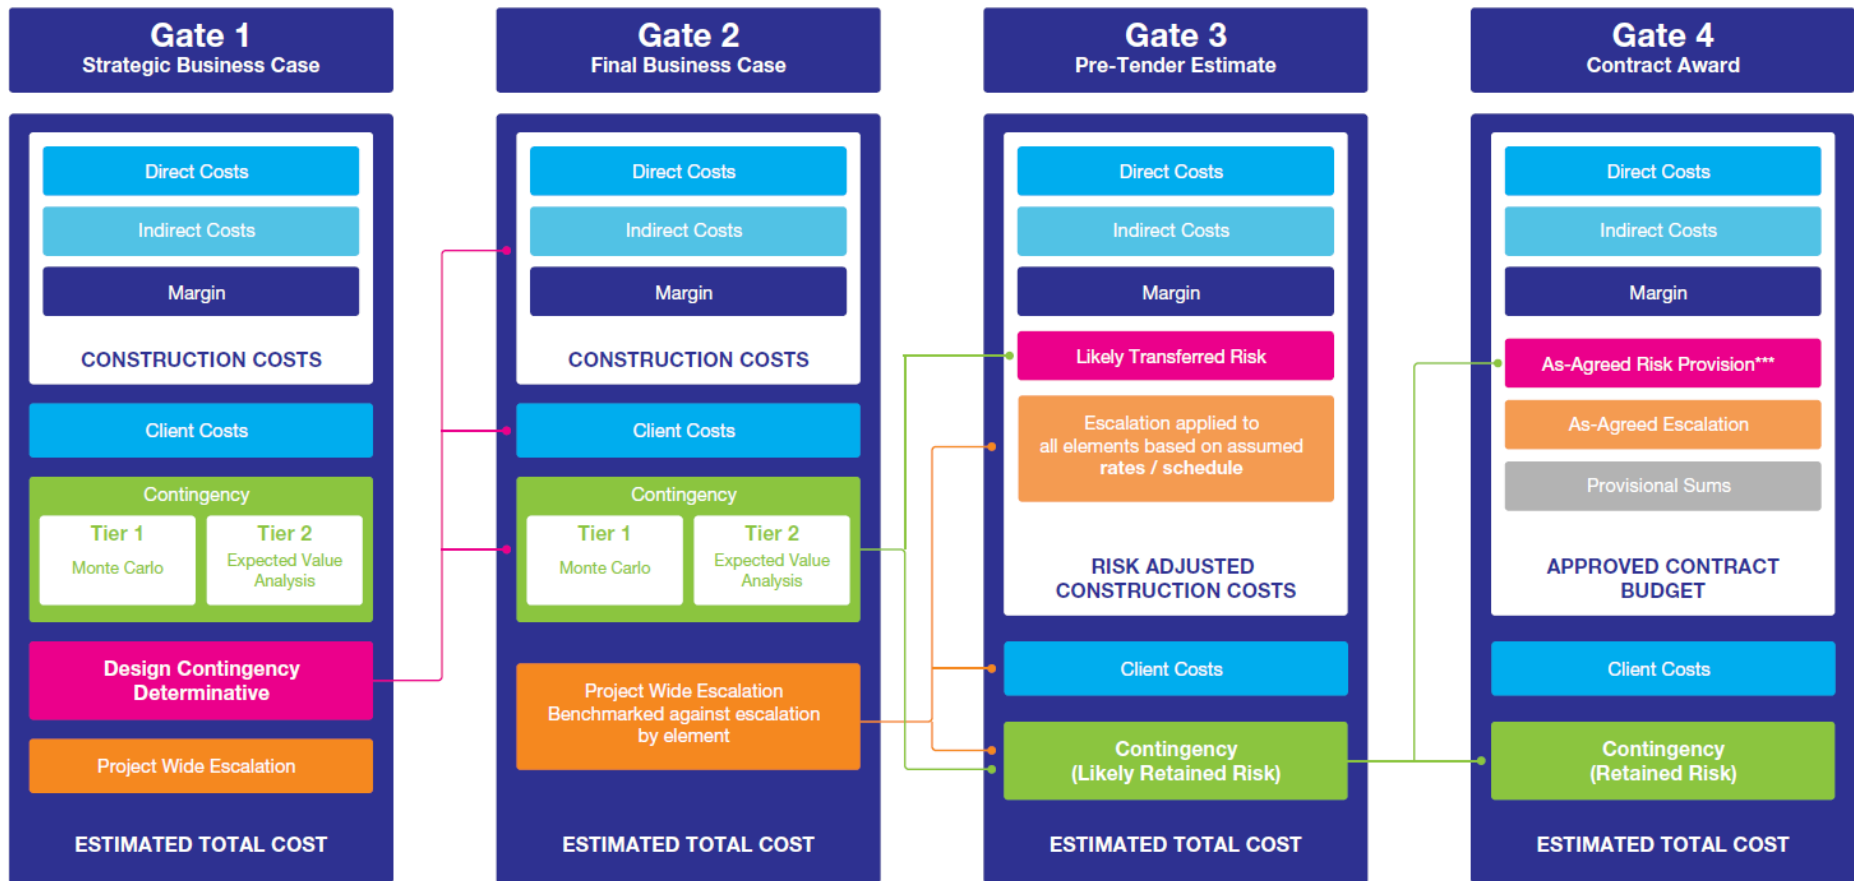 Gate 1
Strategic Business Case
Direct Costs
Indirect Costs
Margin
CONSTRUCTION COSTS
Client Costs
Contingency
Tier 1
Monte Carlo
Tier 2
Expected Value
Analysis
Design Contingency
Determinative
Project Wide Escalation
ESTIMATED TOTAL COST
Gate 2
Final Business Case
Direct Costs
Indirect Costs
Margin
CONSTRUCTION COSTS
Client Costs
Contingency
Tier 1
Monte Carlo
Tier 2
Expected Value
Analysis
Project Wide Escalation
Benchmarked against escalation
by element
ESTIMATED TOTAL COST
Gate 3
Pre-Tender Estimate
Direct Costs
Indirect Costs
Margin
Likely Transferred Risk
Escalation applied to
all elements based on assumed
rates / schedule
RISK ADJUSTED
CONSTRUCTION COSTS
Client Costs
Contingency
(Likely Retained Risk)
ESTIMATED TOTAL COST
Gate 4
Contract Award
Direct Costs
Indirect Costs
Margin
As-Agreed Risk Provision***
As-Agreed Escalation
Provisional Sums
APPROVED CONTRACT
BUDGET
Client Costs
Contingency
(Retained Risk)
ESTIMATED TOTAL COST